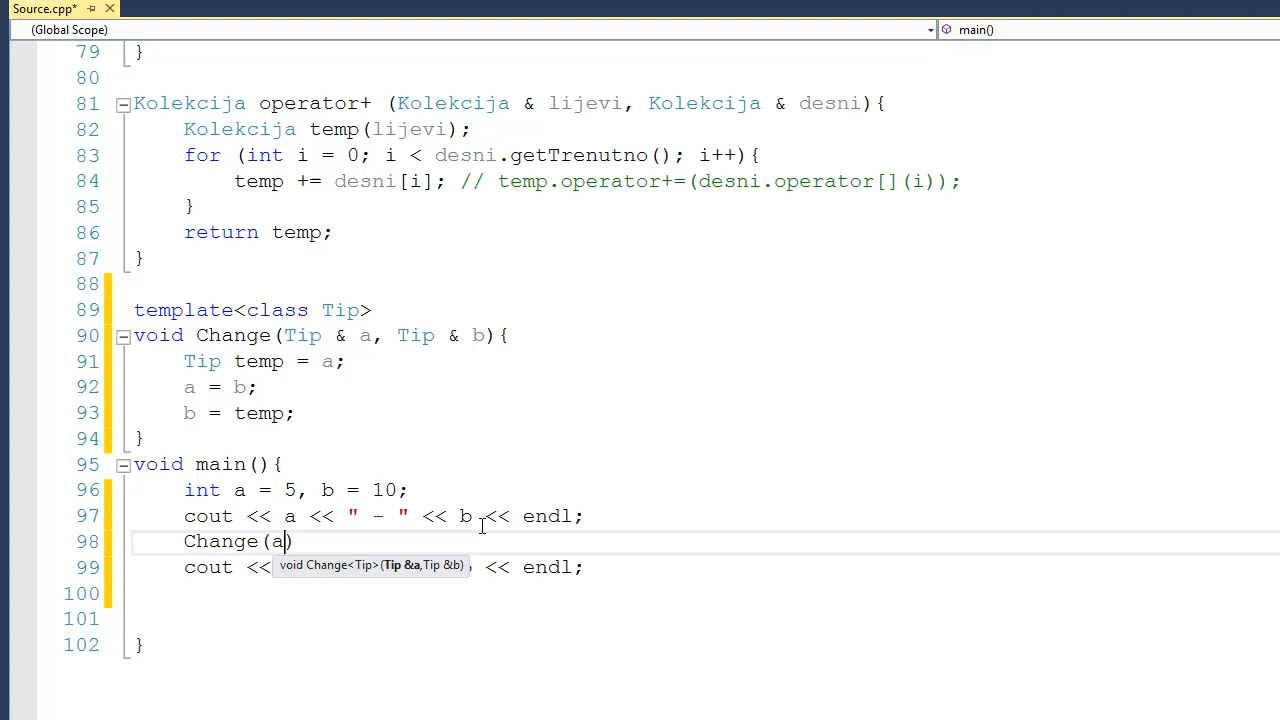 Source.cpp*
(Global Scope) main()
79 }
80
81 Kolekcija operator+ (Kolekcija & lijevi, Kolekcija & desni){
82 Kolekcija temp(lijevi);
83 for (int i = 0; i < desni.getTrenutno(); i++){
84 temp += desni[i]; // temp.operator+=(desni.operator[](i));
85 }
86 return temp;
87 }
88
89 template<class Tip>
90 void Change(Tip & a, Tip & b){
91 Tip temp = a;
92 a = b;
93 b = temp;
94 }
95 void main(){
96 int a = 5, b = 10;
97 cout << a << " - " << b << endl;
98 Change(a)
void Change<Tip>(Tip &a,Tip &b)
99 cout << << endl;
100
101
102 }